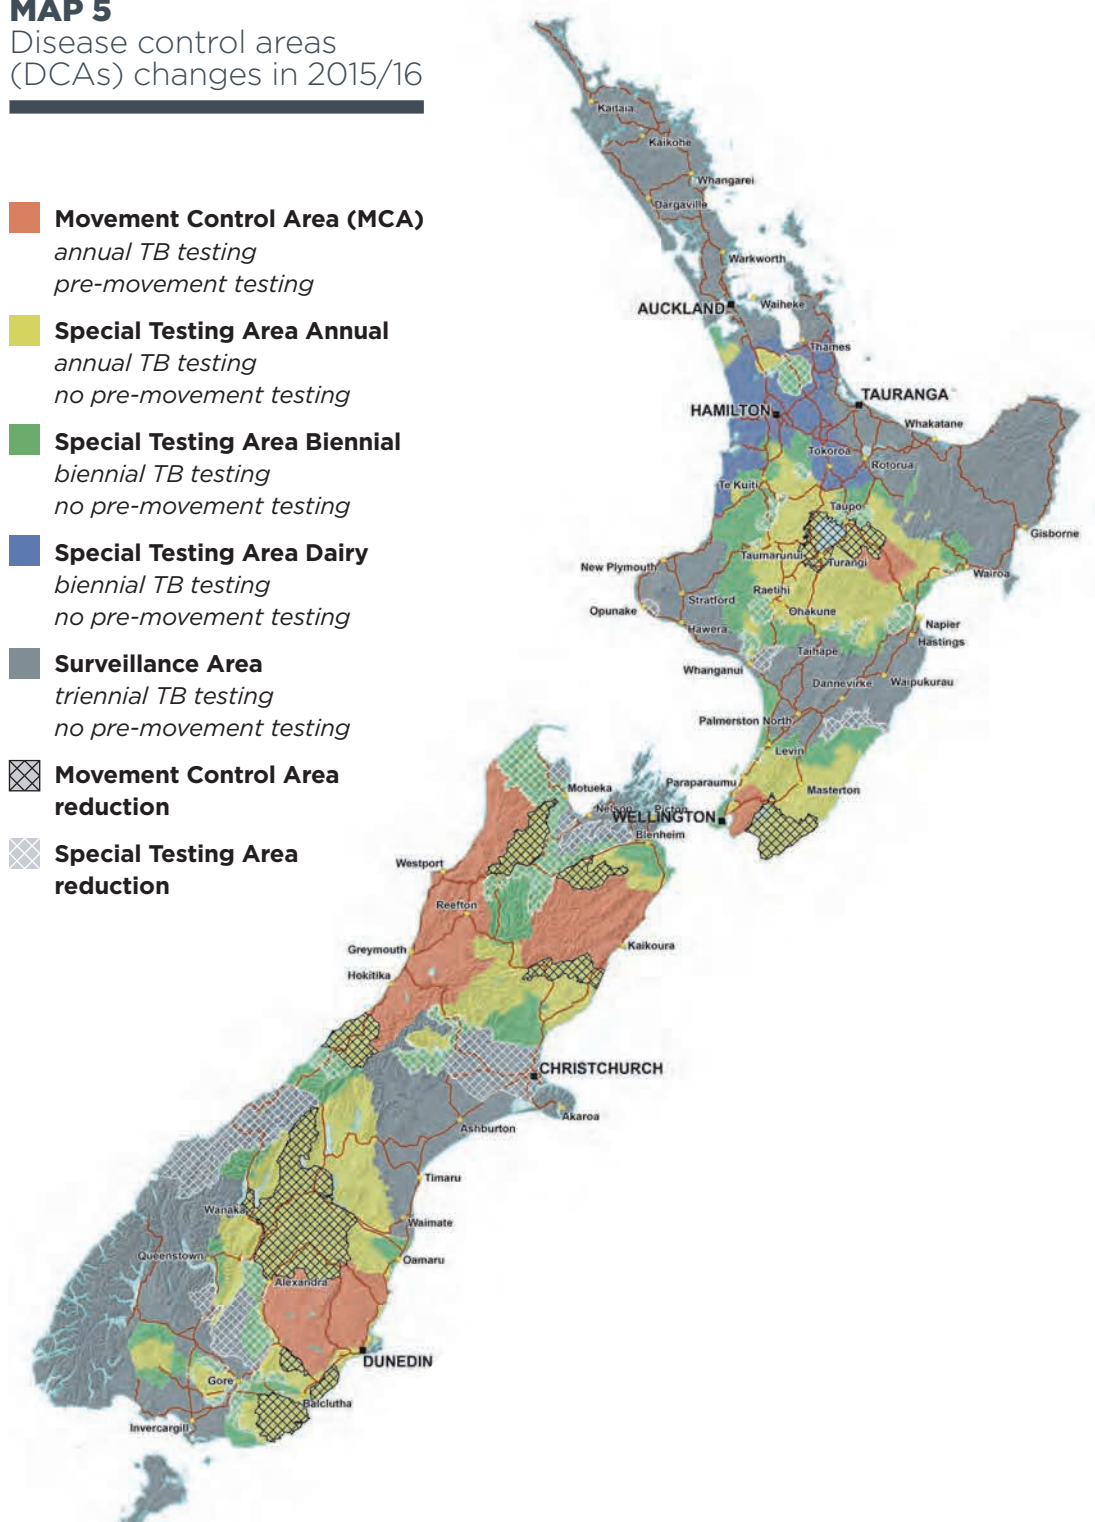 MAP 5
Disease control areas
(DCAs) changes in 2015/16
Movement Control Area (MCA)
annual TB testing
pre-movement testing
Special Testing Area Annual
annual TB testing
no pre-movement testing
Special Testing Area Biennial
biennial TB testing
no pre-movement testing
Special Testing Area Dairy
biennial TB testing
no pre-movement testing
Surveillance Area
triennial TB testing
no pre-movement testing
Movement Control Area
reduction
Special Testing Area
reduction
Kaitaia
Kaikohe
Whangarei
Dargaville
Warkworth
AUCKLAND
Waiheke
Thames
TAURANGA
HAMILTON
Whakatane
Tokoroa
Rotorua
Te Kuiti
Taupo
Gisborne
Taumarunui
Turangi
New Plymouth
Wairoa
Raetihi
Stratford
Opunake
Ohakune
Napier
Hawera
Hastings
Taihape
Whanganui
Dannevirke
Waipukurau
Palmerston North
Levin
Paraparaumu
Masterton
Motueka
Nelson
Picton
WELLINGTON
Blenheim
Westport
Reefton
Kaikoura
Greymouth
Hokitika
CHRISTCHURCH
Akaroa
Ashburton
Timaru
Wanaka
Waimate
Queenstown
Oamaru
Alexandra
DUNEDIN
Gore
Balclutha
Invercargill